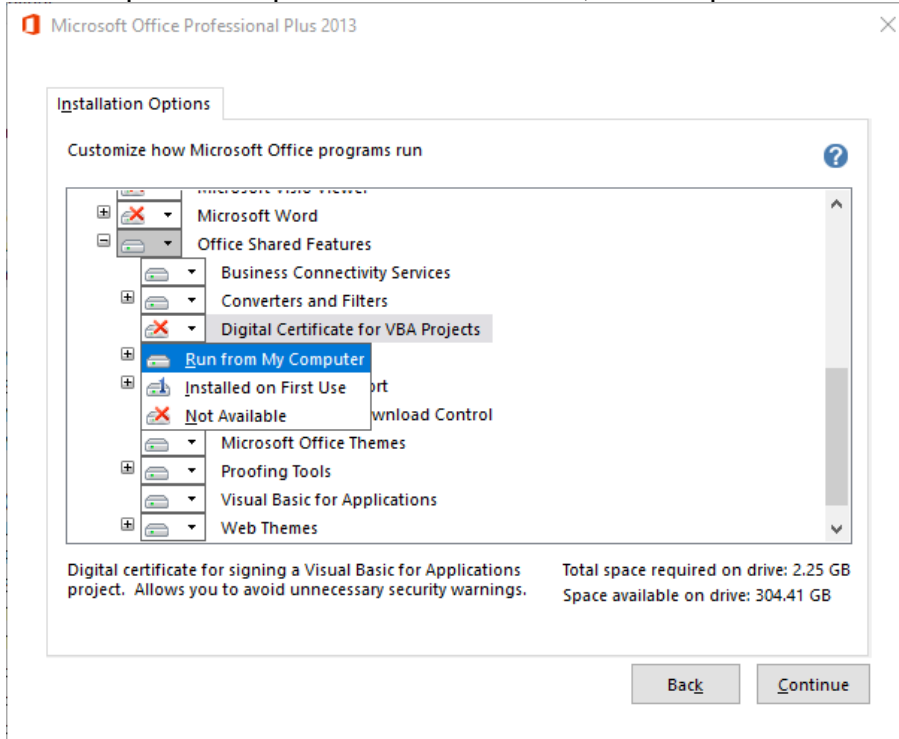 Microsoft Office Professional Plus 2013
Installation Options
Customize how Microsoft Office programs run
Microsoft Visio Viewer
Microsoft Word
Office Shared Features
Business Connectivity Services
Converters and Filters
Digital Certificate for VBA Projects
Run from My Computer
Installed on First Use
Not Available
Microsoft Office Themes
Proofing Tools
Visual Basic for Applications
Web Themes
Digital certificate for signing a Visual Basic for Applications
project. Allows you to avoid unnecessary security warnings.
Total space required on drive: 2.25 GB
Space available on drive: 304.41 GB
Back
Continue